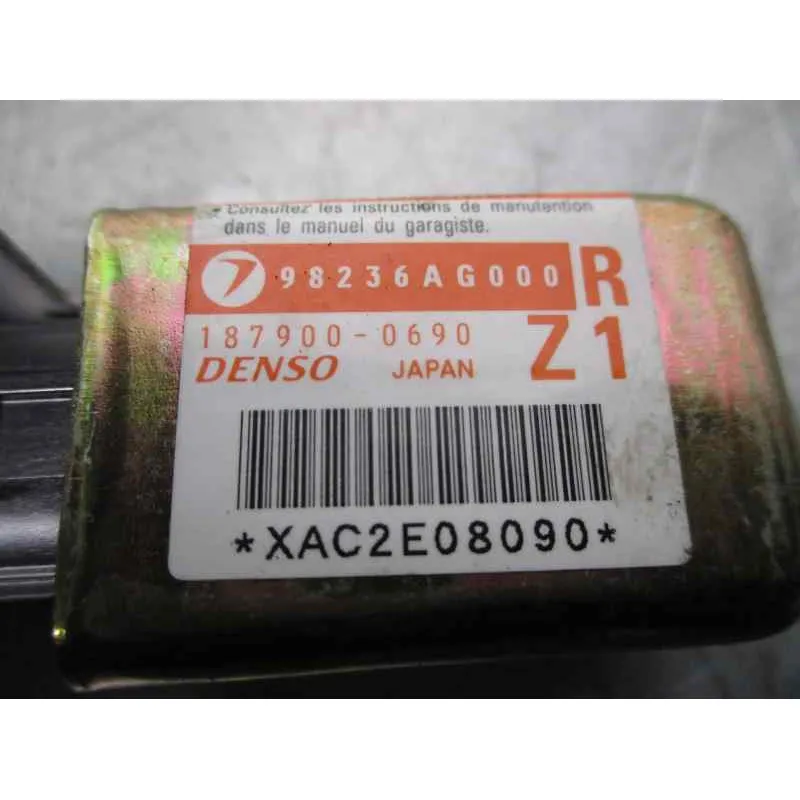 • Consultez les instructions de manutention
dans le manuel du garagiste.
98236AG000 R
187900-0690 Z1
DENSO JAPAN
*XAC2E08090*